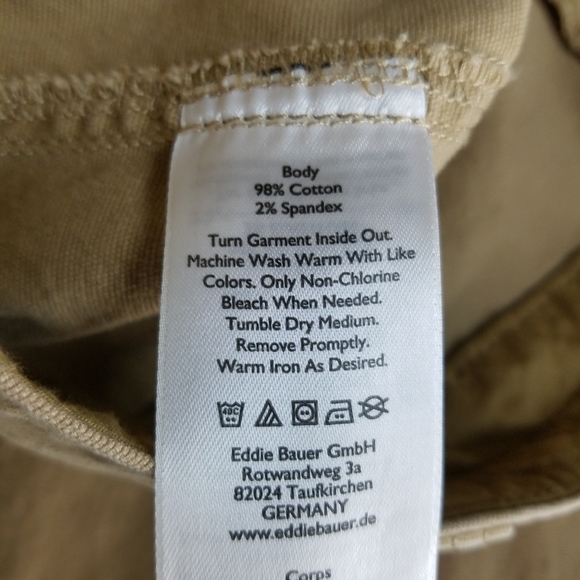 Body
98% Cotton
2% Spandex
Turn Garment Inside Out.
Machine Wash Warm With Like
Colors. Only Non-Chlorine
Bleach When Needed.
Tumble Dry Medium.
Remove Promptly.
Warm Iron As Desired.
40C
Eddie Bauer GmbH
Rotwandweg 3a
82024 Taufkirchen
GERMANY
www.eddiebauer.de
Corps